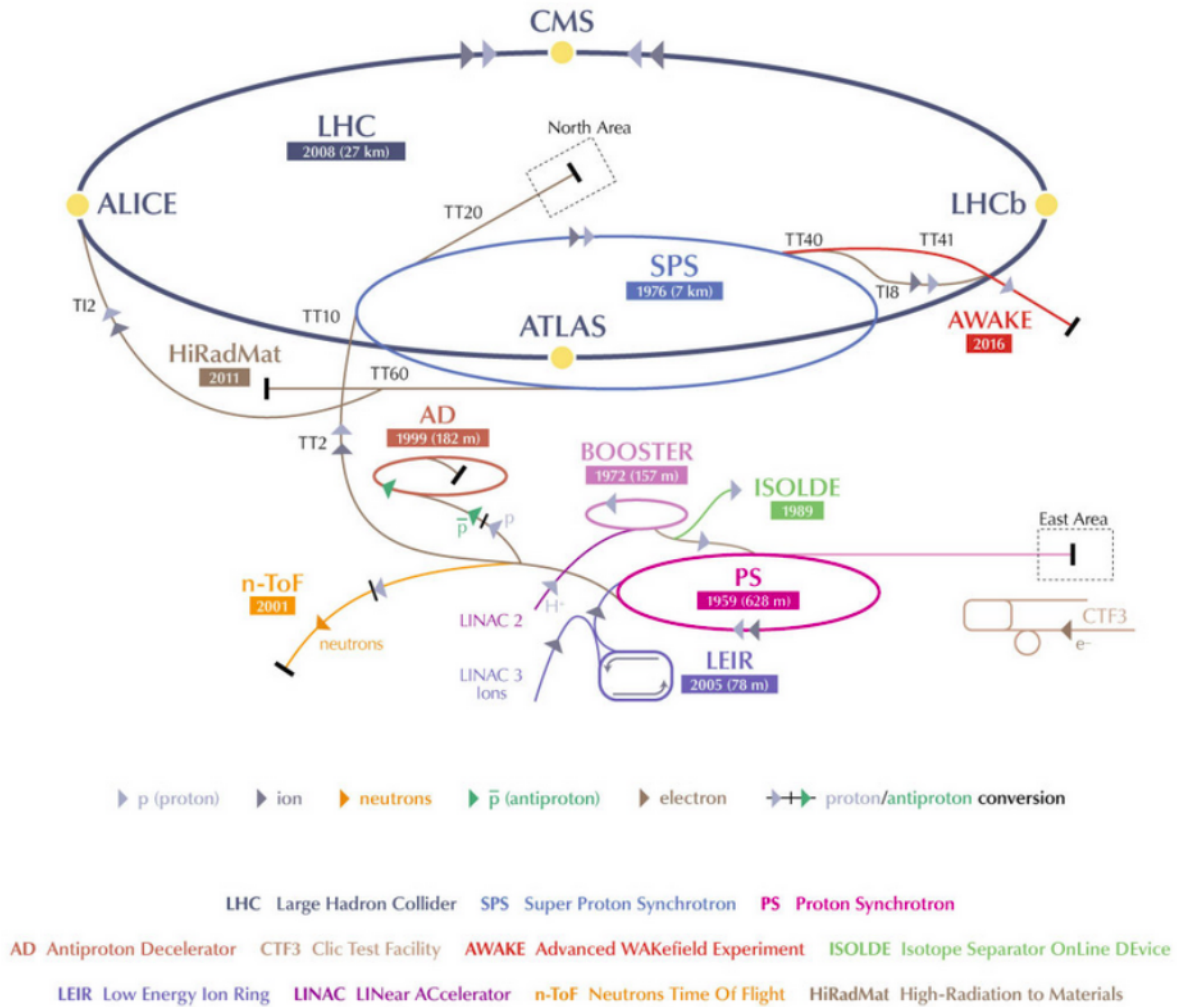 CMS
LHC
2008 (27 km)
North Area
ALICE
LHCb
TT20
TT40
TT41
SPS
1976 (7 km)
TI8
TI2
TT10
ATLAS
AWAKE
2016
HiRadMat
2011
TT60
AD
1999 (182 m)
TT2
BOOSTER
1972 (157 m)
ISOLDE
1989
p̅
p
East Area
n-ToF
2001
PS
1959 (628 m)
H⁺
LINAC 2
neutrons
CTF3
e⁻
LEIR
2005 (78 m)
LINAC 3
Ions
p (proton) ion neutrons p̅ (antiproton) electron proton/antiproton conversion
LHC Large Hadron Collider SPS Super Proton Synchrotron PS Proton Synchrotron
AD Antiproton Decelerator CTF3 Clic Test Facility AWAKE Advanced WAKefield Experiment ISOLDE Isotope Separator OnLine DEvice
LEIR Low Energy Ion Ring LINAC LINear ACcelerator n-ToF Neutrons Time Of Flight HiRadMat High-Radiation to Materials